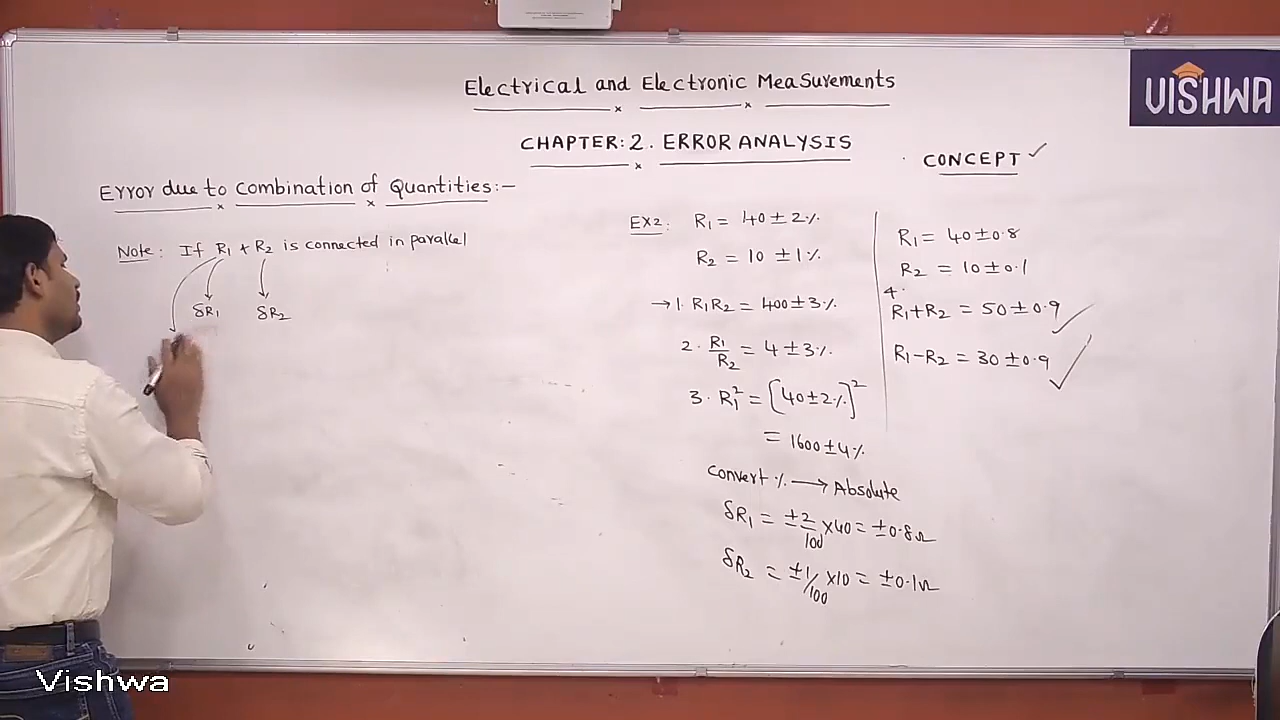 Electrical and Electronic Measurements
VISHWA
CHAPTER: 2. ERROR ANALYSIS
CONCEPT ✓
Error due to Combination of Quantities:-
Note: If R1 + R2 is connected in parallel
δR1 δR2
EX2: R1 = 40 ± 2%
R2 = 10 ± 1%
→ 1. R1R2 = 400 ± 3%
2. R1/R2 = 4 ± 3%
3. R1² = [40 ± 2%]²
= 1600 ± 4%
Convert % → Absolute
δR1 = ±2/100 × 40 = ±0.8Ω
δR2 = ±1/100 × 10 = ±0.1Ω
R1 = 40 ± 0.8
R2 = 10 ± 0.1
4.
R1+R2 = 50 ± 0.9
R1-R2 = 30 ± 0.9
Vishwa